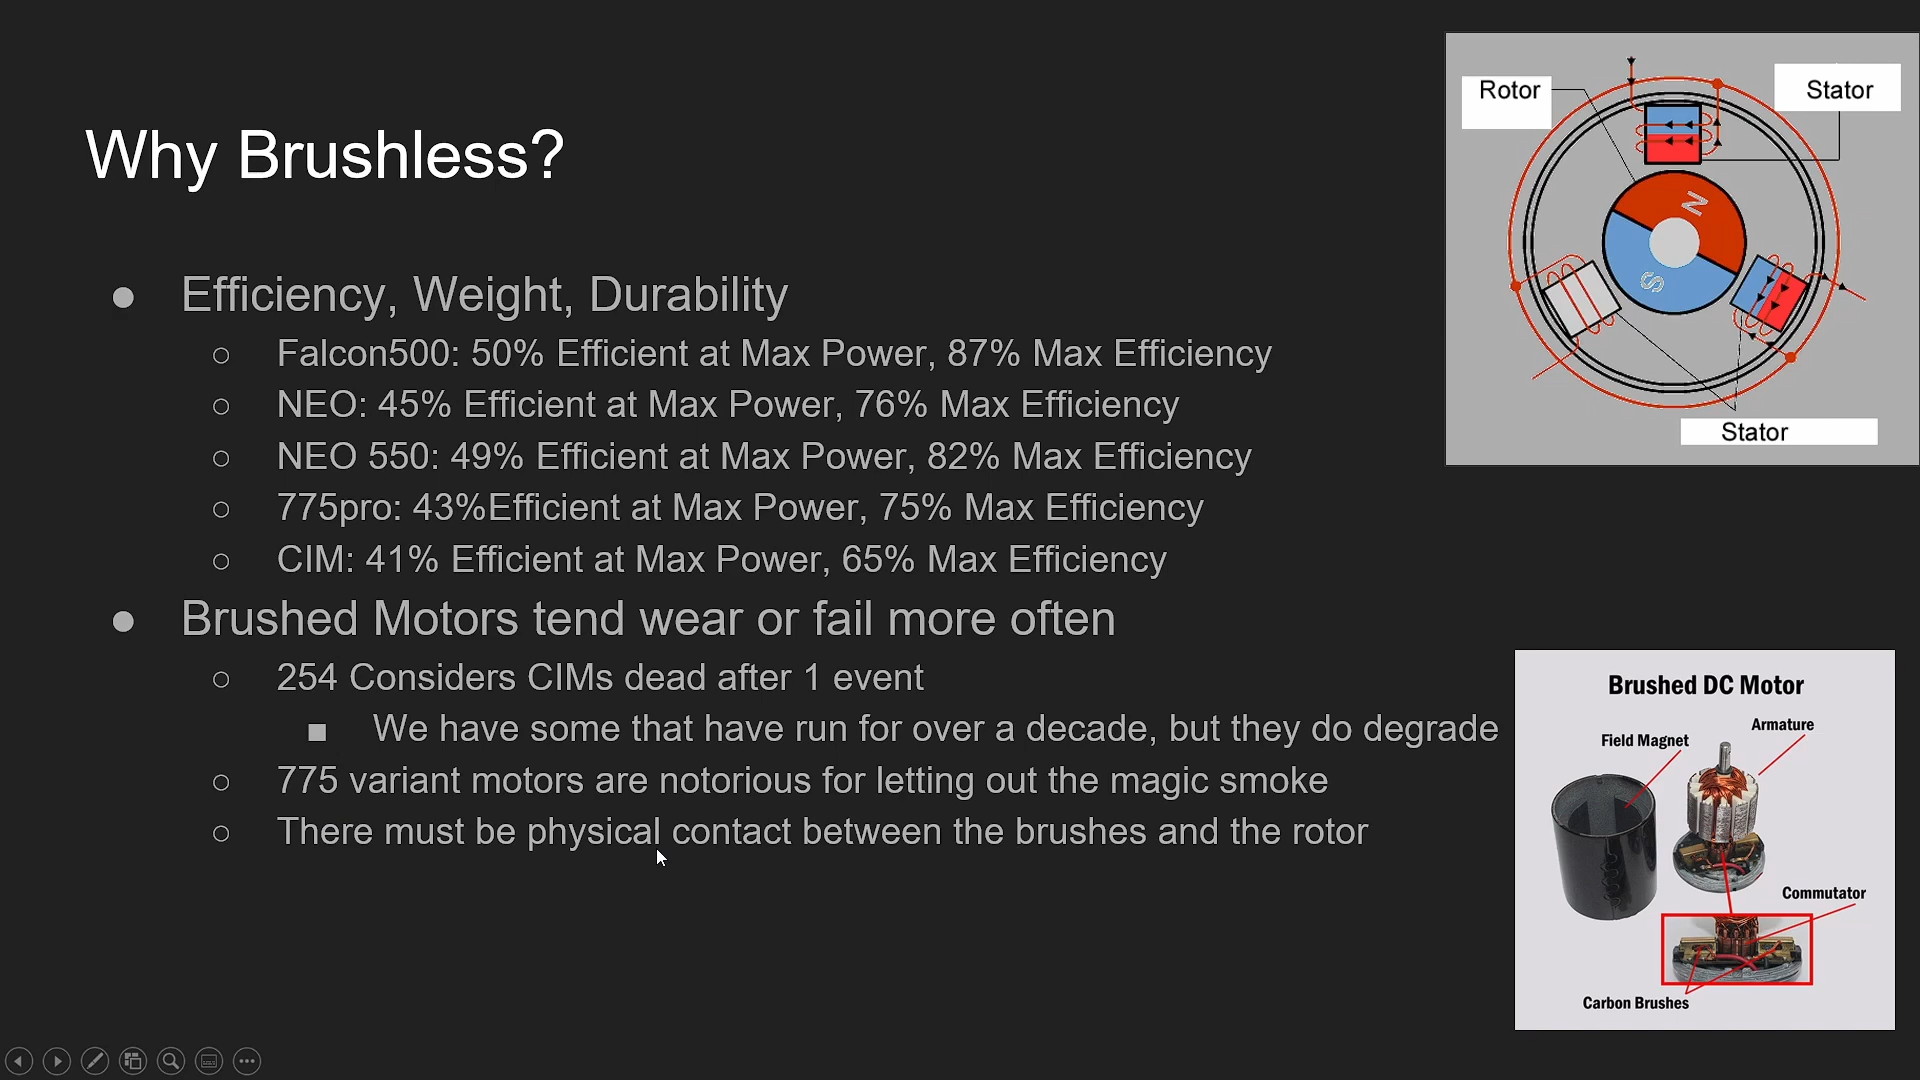 Why Brushless?
● Efficiency, Weight, Durability
○ Falcon500: 50% Efficient at Max Power, 87% Max Efficiency
○ NEO: 45% Efficient at Max Power, 76% Max Efficiency
○ NEO 550: 49% Efficient at Max Power, 82% Max Efficiency
○ 775pro: 43%Efficient at Max Power, 75% Max Efficiency
○ CIM: 41% Efficient at Max Power, 65% Max Efficiency
● Brushed Motors tend wear or fail more often
○ 254 Considers CIMs dead after 1 event
■ We have some that have run for over a decade, but they do degrade
○ 775 variant motors are notorious for letting out the magic smoke
○ There must be physical contact between the brushes and the rotor
Rotor
Stator
N
S
Stator
Brushed DC Motor
Armature
Field Magnet
Commutator
Carbon Brushes